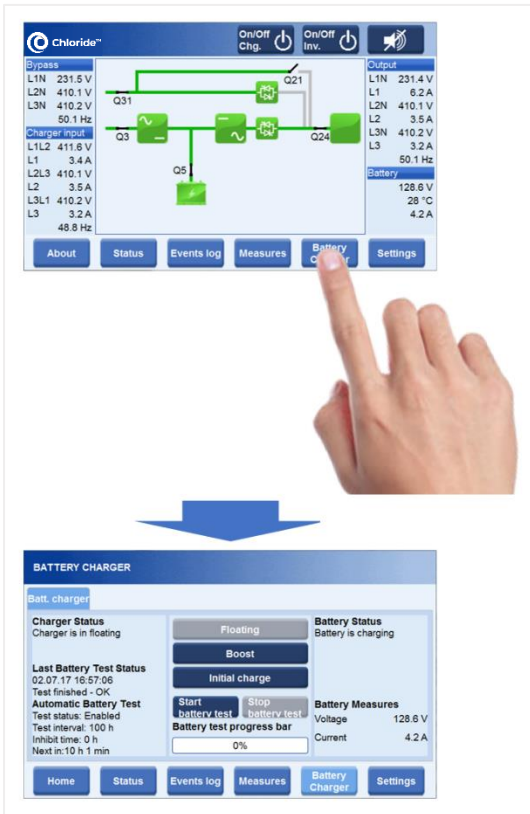 Chloride™
On/Off
Chg.
On/Off
Inv.
Bypass
L1N 231.5 V
L2N 410.1 V
L3N 410.2 V
50.1 Hz
Charger input
L1L2 411.6 V
L1 3.4 A
L2L3 410.1 V
L2 3.5 A
L3L1 410.2 V
L3 3.2 A
48.8 Hz
Q21
Q31
Q3
Q24
Q5
Output
L1N 231.4 V
L1 6.2 A
L2N 410.1 V
L2 3.5 A
L3N 410.2 V
L3 3.2 A
50.1 Hz
Battery
128.6 V
28 °C
4.2 A
About Status Events log Measures Battery Settings
BATTERY CHARGER
Batt. charger
Charger Status
Charger is in floating
Last Battery Test Status
02.07.17 16:57:06
Test finished - OK
Automatic Battery Test
Test status: Enabled
Test interval: 100 h
Inhibit time: 0 h
Next in:10 h 1 min
Floating
Boost
Initial charge
Start
battery test
Stop
battery test
Battery test progress bar
0%
Battery Status
Battery is charging
Battery Measures
Voltage 128.6 V
Current 4.2 A
Home Status Events log Measures Battery Charger Settings